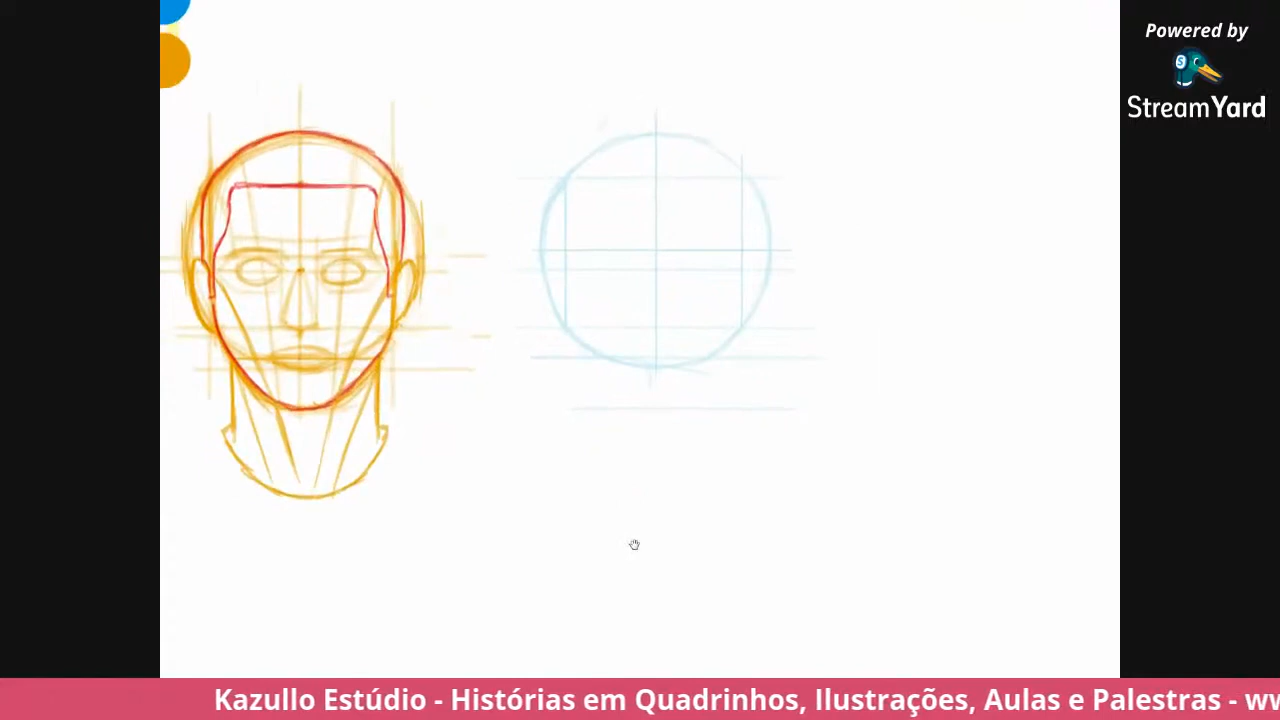 Powered by
StreamYard
Kazullo Estúdio - Histórias em Quadrinhos, Ilustrações, Aulas e Palestras -